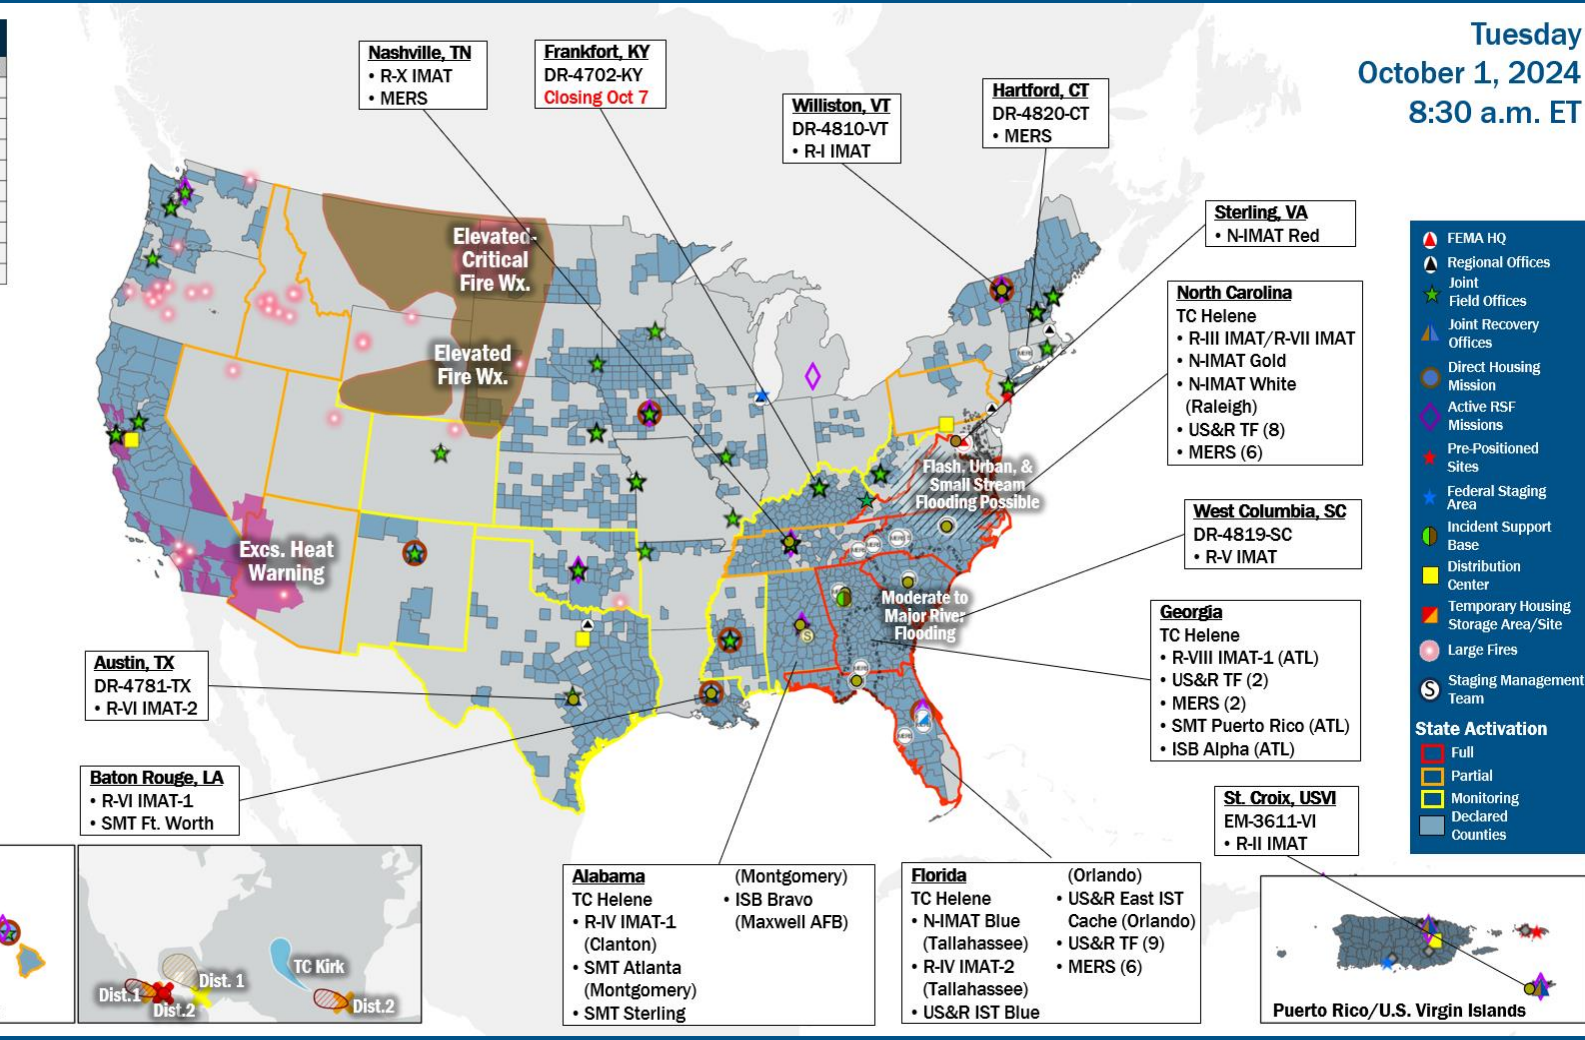 Tuesday
October 1, 2024
8:30 a.m. ET
Nashville, TN
• R-X IMAT
• MERS
Frankfort, KY
DR-4702-KY
Closing Oct 7
Williston, VT
DR-4810-VT
• R-I IMAT
Hartford, CT
DR-4820-CT
• MERS
Sterling, VA
• N-IMAT Red
North Carolina
TC Helene
• R-III IMAT/R-VII IMAT
• N-IMAT Gold
• N-IMAT White
(Raleigh)
• US&R TF (8)
• MERS (6)
West Columbia, SC
DR-4819-SC
• R-V IMAT
Georgia
TC Helene
• R-VIII IMAT-1 (ATL)
• US&R TF (2)
• MERS (2)
• SMT Puerto Rico (ATL)
• ISB Alpha (ATL)
St. Croix, USVI
EM-3611-VI
• R-II IMAT
Elevated-
Critical
Fire Wx.
Elevated
Fire Wx.
Excs. Heat
Warning
Flash, Urban, &
Small Stream
Flooding Possible
Moderate to
Major River
Flooding
MERS
MERS
MERS
MERS
MERS
MERS
MERS
S
Austin, TX
DR-4781-TX
• R-VI IMAT-2
Baton Rouge, LA
• R-VI IMAT-1
• SMT Ft. Worth
Alabama
TC Helene
• R-IV IMAT-1
(Clanton)
• SMT Atlanta
(Montgomery)
• SMT Sterling
(Montgomery)
• ISB Bravo
(Maxwell AFB)
Florida
TC Helene
• N-IMAT Blue
(Tallahassee)
• R-IV IMAT-2
(Tallahassee)
• US&R IST Blue
(Orlando)
• US&R East IST
Cache (Orlando)
• US&R TF (9)
• MERS (6)
Dist.1
Dist.2
Dist. 1
TC Kirk
Dist.2
Puerto Rico/U.S. Virgin Islands
FEMA HQ
Regional Offices
Joint
Field Offices
Joint Recovery
Offices
Direct Housing
Mission
Active RSF
Missions
Pre-Positioned
Sites
Federal Staging
Area
Incident Support
Base
Distribution
Center
Temporary Housing
Storage Area/Site
Large Fires
S
Staging Management
Team
State Activation
Full
Partial
Monitoring
Declared
Counties